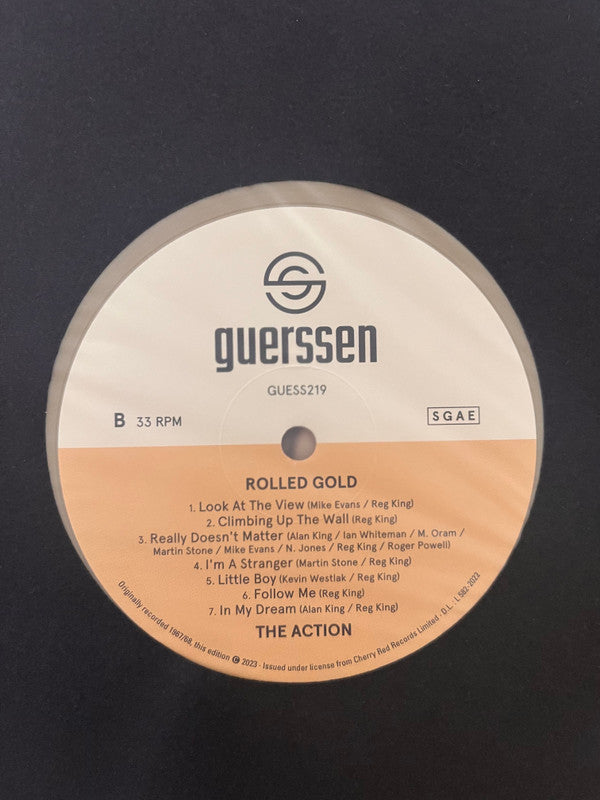 guerssen
GUESS219
B 33 RPM
SGAE
ROLLED GOLD
1. Look At The View (Mike Evans / Reg King)
2. Climbing Up The Wall (Reg King)
3. Really Doesn't Matter (Alan King / Ian Whiteman / M. Oram /
Martin Stone / Mike Evans / N. Jones / Reg King / Roger Powell)
4. I'm A Stranger (Martin Stone / Reg King)
5. Little Boy (Kevin Westlak / Reg King)
6. Follow Me (Reg King)
7. In My Dream (Alan King / Reg King)
THE ACTION
Originally recorded 1967/68, this edition © 2023 · Issued under license from Cherry Red Records Limited · D.L. · L 582-2023